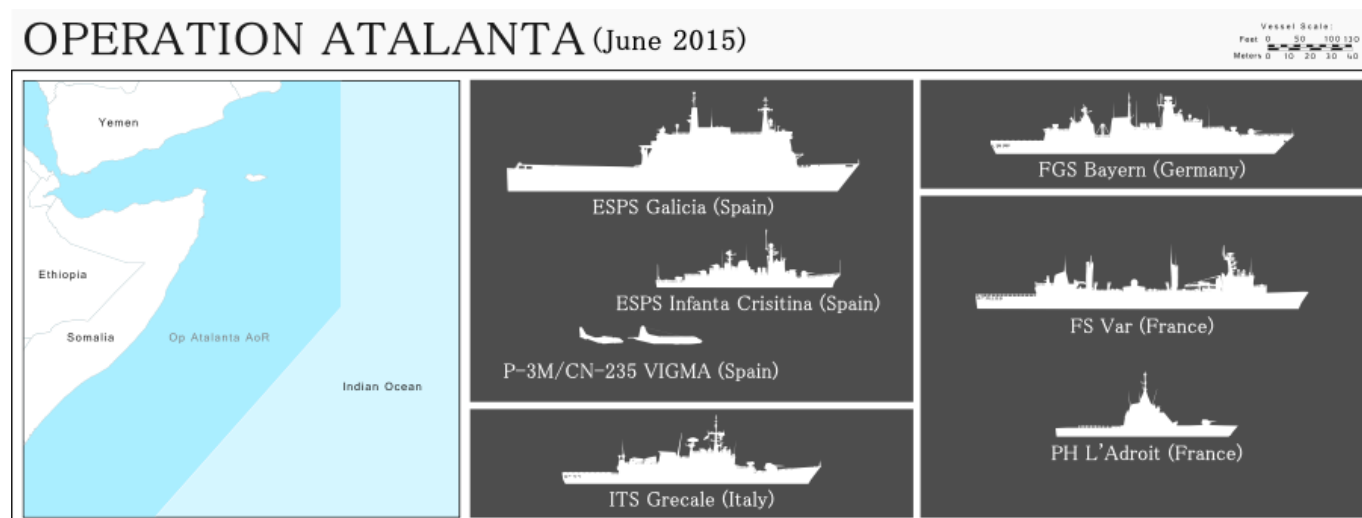 OPERATION ATALANTA (June 2015)
Vessel Scale:
Feet 0 50 100 130
Meters 0 10 20 30 40
Yemen
Ethiopia
Somalia
Op Atalanta AoR
Indian Ocean
ESPS Galicia (Spain)
ESPS Infanta Crisitina (Spain)
P-3M/CN-235 VIGMA (Spain)
ITS Grecale (Italy)
FGS Bayern (Germany)
FS Var (France)
PH L'Adroit (France)